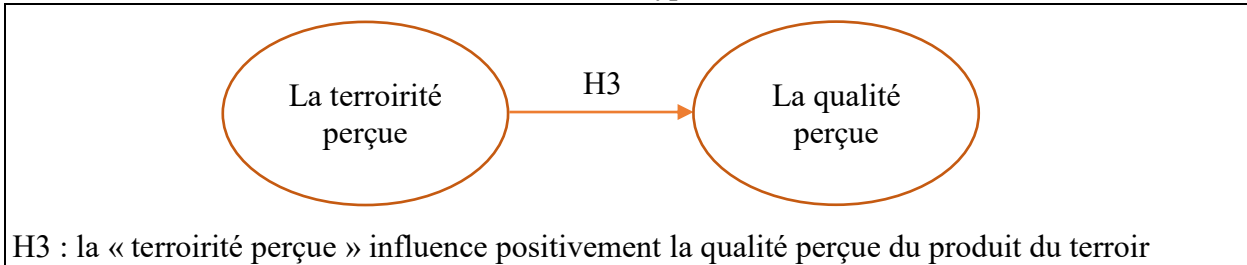 La terroirité
perçue
H3
La qualité
perçue
H3 : la « terroirité perçue » influence positivement la qualité perçue du produit du terroir